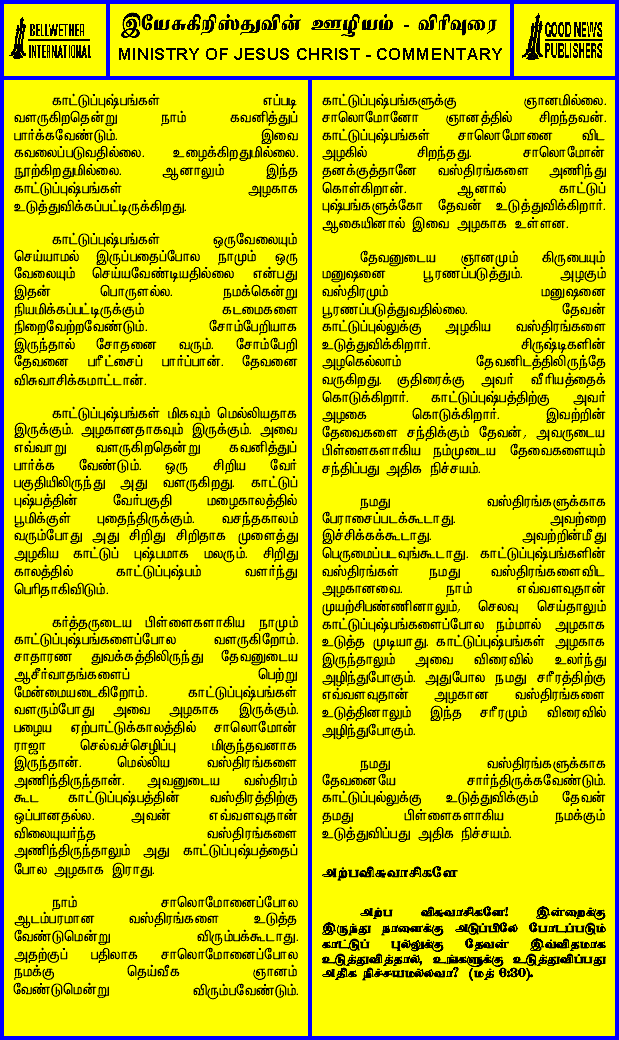 BELLWETHER
INTERNATIONAL
இயேசுகிறிஸ்துவின் ஊழியம் - விரிவுரை
MINISTRY OF JESUS CHRIST - COMMENTARY
GOOD NEWS
PUBLISHERS
காட்டுப்புஷ்பங்கள் எப்படி
வளருகிறதென்று நாம் கவனித்துப்
பார்க்கவேண்டும். இவை
கவலைப்படுவதில்லை. உழைக்கிறதுமில்லை.
நூற்கிறதுமில்லை. ஆனாலும் இந்த
காட்டுப்புஷ்பங்கள் அழகாக
உடுத்துவிக்கப்பட்டிருக்கிறது.
காட்டுப்புஷ்பங்கள் ஒருவேலையும்
செய்யாமல் இருப்பதைப்போல நாமும் ஒரு
வேலையும் செய்யவேண்டியதில்லை என்பது
இதன் பொருளல்ல. நமக்கென்று
நியமிக்கப்பட்டிருக்கும் கடமைகளை
நிறைவேற்றவேண்டும். சோம்பேறியாக
இருந்தால் சோதனை வரும். சோம்பேறி
தேவனை பரீட்சைப் பார்ப்பான். தேவனை
விசுவாசிக்கமாட்டான்.
காட்டுப்புஷ்பங்கள் மிகவும் மெல்லியதாக
இருக்கும். அழகானதாகவும் இருக்கும். அவை
எவ்வாறு வளருகிறதென்று கவனித்துப்
பார்க்க வேண்டும். ஒரு சிறிய வேர்
பகுதியிலிருந்து அது வளருகிறது. காட்டுப்
புஷ்பத்தின் வேர்பகுதி மழைகாலத்தில்
பூமிக்குள் புதைந்திருக்கும். வசந்தகாலம்
வரும்போது அது சிறிது சிறிதாக முளைத்து
அழகிய காட்டுப் புஷ்பமாக மலரும். சிறிது
காலத்தில் காட்டுப்புஷ்பம் வளர்ந்து
பெரிதாகிவிடும்.
கர்த்தருடைய பிள்ளைகளாகிய நாமும்
காட்டுப்புஷ்பங்களைப்போல வளருகிறோம்.
சாதாரண துவக்கத்திலிருந்து தேவனுடைய
ஆசீர்வாதங்களைப் பெற்று
மேன்மையடைகிறோம். காட்டுப்புஷ்பங்கள்
வளரும்போது அவை அழகாக இருக்கும்.
பழைய ஏற்பாட்டுக்காலத்தில் சாலொமோன்
ராஜா செல்வச்செழிப்பு மிகுந்தவனாக
இருந்தான். மெல்லிய வஸ்திரங்களை
அணிந்திருந்தான். அவனுடைய வஸ்திரம்
கூட காட்டுப்புஷ்பத்தின் வஸ்திரத்திற்கு
ஒப்பானதல்ல. அவன் எவ்வளவுதான்
விலையுயர்ந்த வஸ்திரங்களை
அணிந்திருந்தாலும் அது காட்டுப்புஷ்பத்தைப்
போல அழகாக இராது.
நாம் சாலொமோனைப்போல
ஆடம்பரமான வஸ்திரங்களை உடுத்த
வேண்டுமென்று விரும்பக்கூடாது.
அதற்குப் பதிலாக சாலொமோனைப்போல
நமக்கு தெய்வீக ஞானம்
வேண்டுமென்று விரும்பவேண்டும்.
காட்டுப்புஷ்பங்களுக்கு ஞானமில்லை.
சாலொமோனோ ஞானத்தில் சிறந்தவன்.
காட்டுப்புஷ்பங்கள் சாலொமோனை விட
அழகில் சிறந்தது. சாலொமோன்
தனக்குத்தானே வஸ்திரங்களை அணிந்து
கொள்கிறான். ஆனால் காட்டுப்
புஷ்பங்களுக்கோ தேவன் உடுத்துவிக்கிறார்.
ஆகையினால் இவை அழகாக உள்ளன.
தேவனுடைய ஞானமும் கிருபையும்
மனுஷனை பூரணப்படுத்தும். அழகும்
வஸ்திரமும் மனுஷனை
பூரணப்படுத்துவதில்லை. தேவன்
காட்டுப்புல்லுக்கு அழகிய வஸ்திரங்களை
உடுத்துவிக்கிறார். சிருஷ்டிகளின்
அழகெல்லாம் தேவனிடத்திலிருந்தே
வருகிறது. குதிரைக்கு அவர் வீரியத்தைக்
கொடுக்கிறார். காட்டுப்புஷ்பத்திற்கு அவர்
அழகை கொடுக்கிறார். இவற்றின்
தேவைகளை சந்திக்கும் தேவன், அவருடைய
பிள்ளைகளாகிய நம்முடைய தேவைகளையும்
சந்திப்பது அதிக நிச்சயம்.
நமது வஸ்திரங்களுக்காக
பேராசைப்படக்கூடாது. அவற்றை
இச்சிக்கக்கூடாது. அவற்றின்மீது
பெருமைப்படவுங்கூடாது. காட்டுப்புஷ்பங்களின்
வஸ்திரங்கள் நமது வஸ்திரங்களைவிட
அழகானவை. நாம் எவ்வளவுதான்
முயற்சிபண்ணினாலும், செலவு செய்தாலும்
காட்டுப்புஷ்பங்களைப்போல நம்மால் அழகாக
உடுத்த முடியாது. காட்டுப்புஷ்பங்கள் அழகாக
இருந்தாலும் அவை விரைவில் உலர்ந்து
அழிந்துபோகும். அதுபோல நமது சரீரத்திற்கு
எவ்வளவுதான் அழகான வஸ்திரங்களை
உடுத்தினாலும் இந்த சரீரமும் விரைவில்
அழிந்துபோகும்.
நமது வஸ்திரங்களுக்காக
தேவனையே சார்ந்திருக்கவேண்டும்.
காட்டுப்புல்லுக்கு உடுத்துவிக்கும் தேவன்
தமது பிள்ளைகளாகிய நமக்கும்
உடுத்துவிப்பது அதிக நிச்சயம்.
அற்பவிசுவாசிகளே
அற்ப விசுவாசிகளே! இன்றைக்கு
இருந்து நாளைக்கு அடுப்பிலே போடப்படும்
காட்டுப் புல்லுக்கு தேவன் இவ்விதமாக
உடுத்துவித்தால், உங்களுக்கு உடுத்துவிப்பது
அதிக நிச்சயமல்லவா? (மத் 6:30).